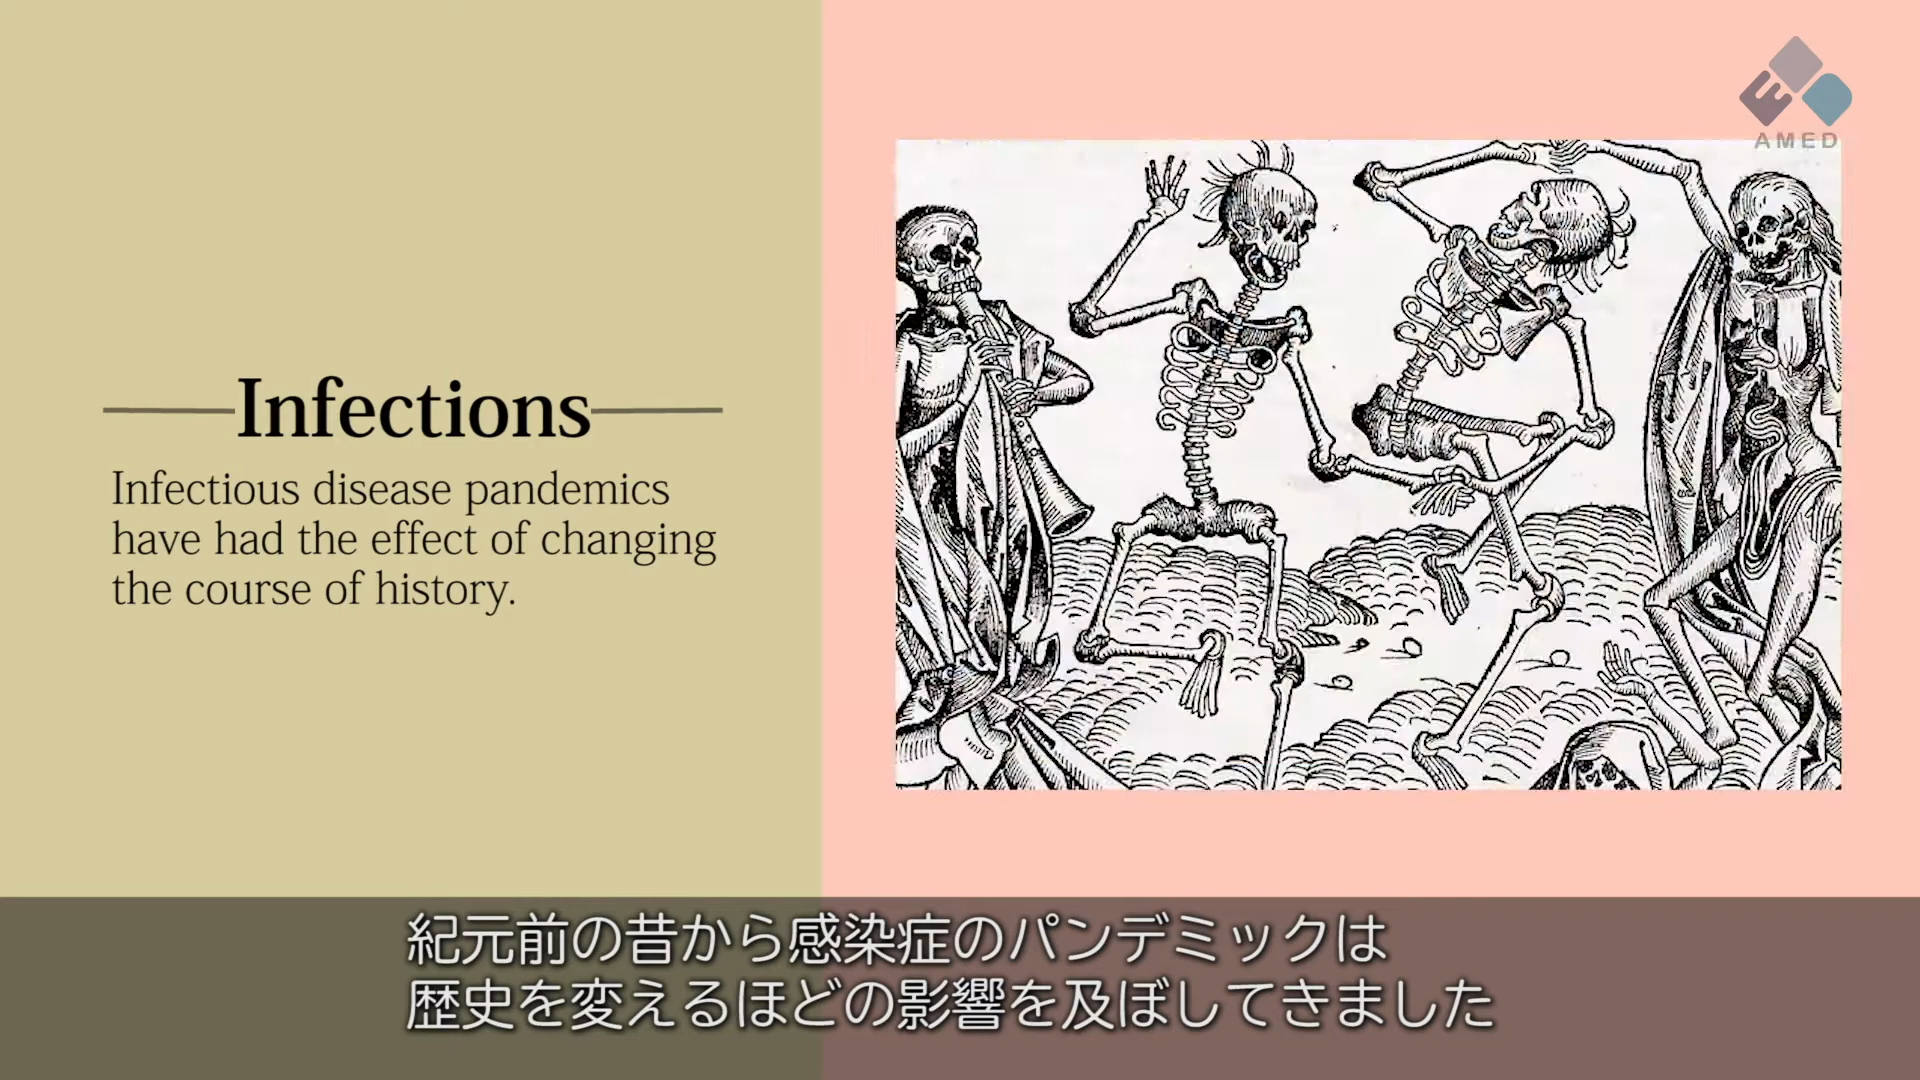 AMED
Infections
Infectious disease pandemics
have had the effect of changing
the course of history.
紀元前の昔から感染症のパンデミックは
歴史を変えるほどの影響を及ぼしてきました